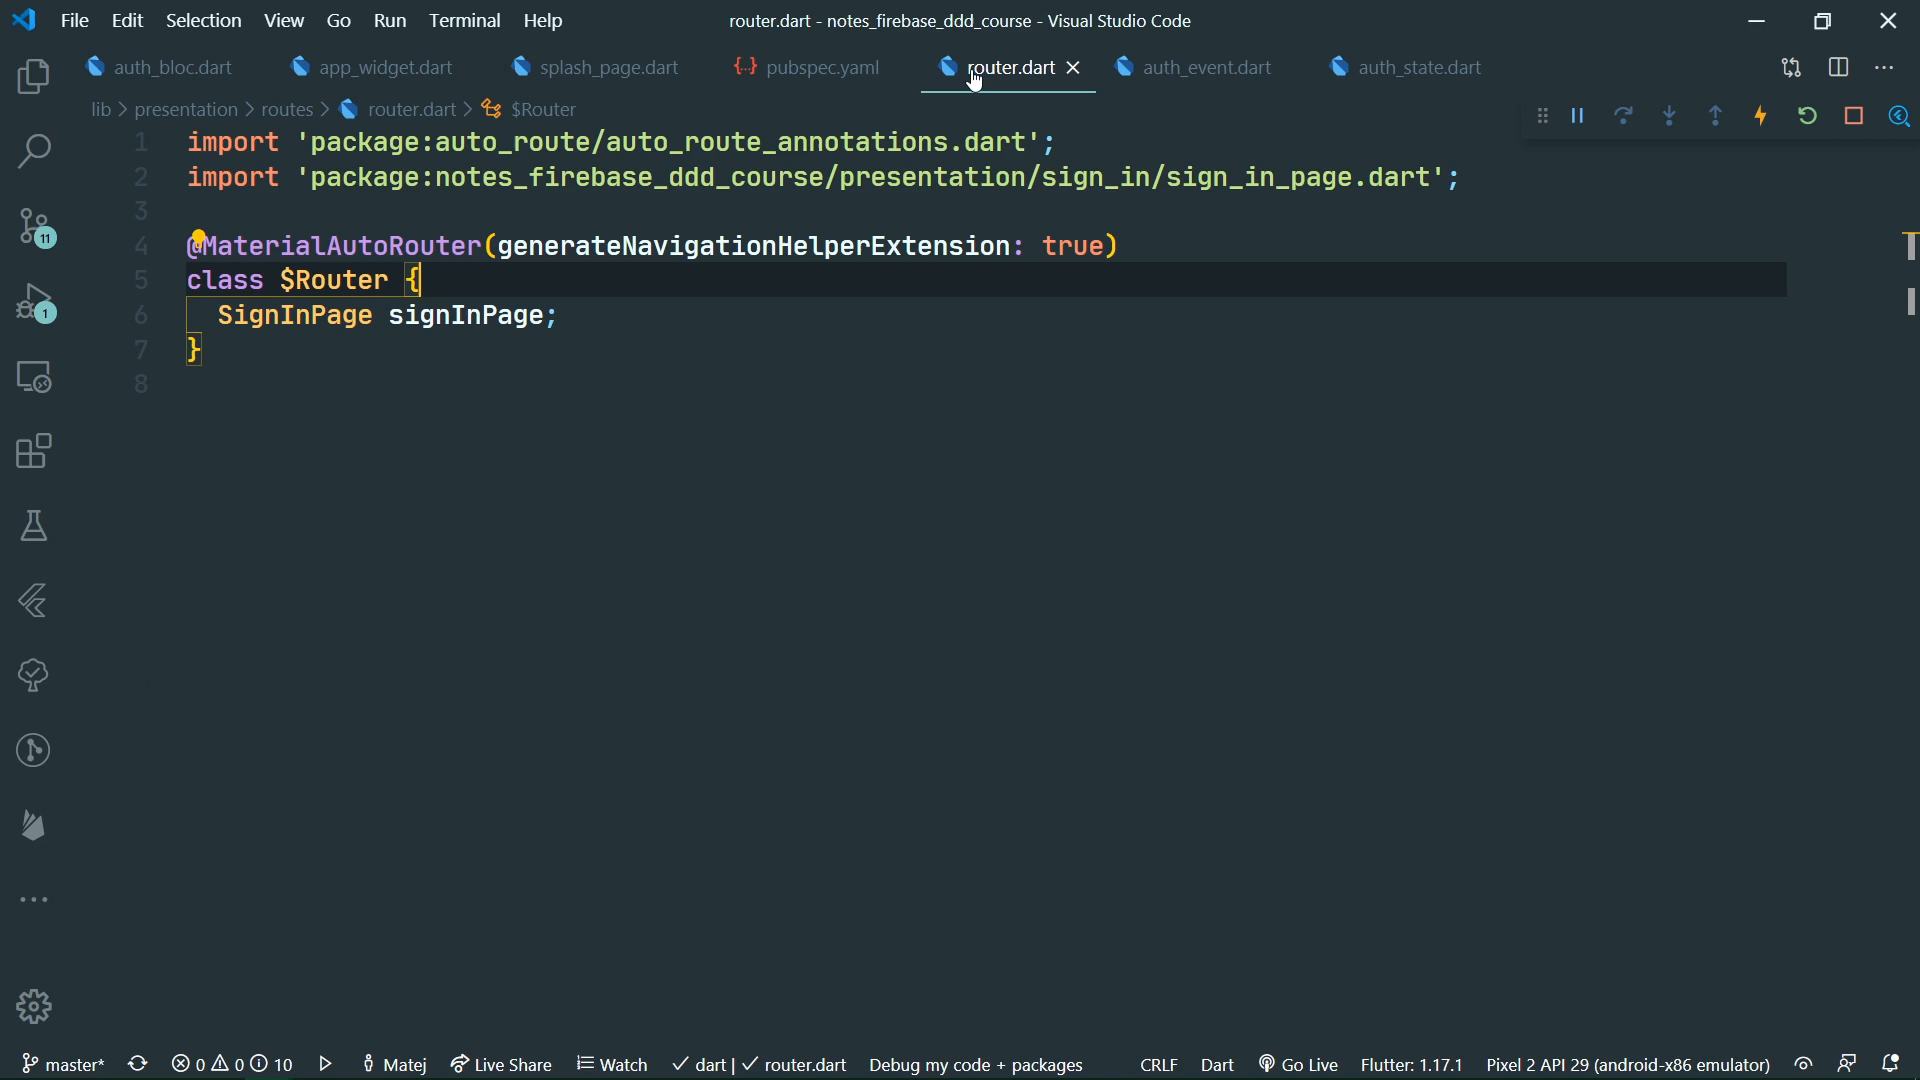 File Edit Selection View Go Run Terminal Help router.dart - notes_firebase_ddd_course - Visual Studio Code
auth_bloc.dart app_widget.dart splash_page.dart {..} pubspec.yaml router.dart auth_event.dart auth_state.dart
lib > presentation > routes > router.dart > $Router
1 import 'package:auto_route/auto_route_annotations.dart';
2 import 'package:notes_firebase_ddd_course/presentation/sign_in/sign_in_page.dart';
3
4 @MaterialAutoRouter(generateNavigationHelperExtension: true)
5 class $Router {
6 SignInPage signInPage;
7 }
8
11
1
master* 0 0 10 Matej Live Share Watch dart | router.dart Debug my code + packages CRLF Dart Go Live Flutter: 1.17.1 Pixel 2 API 29 (android-x86 emulator)